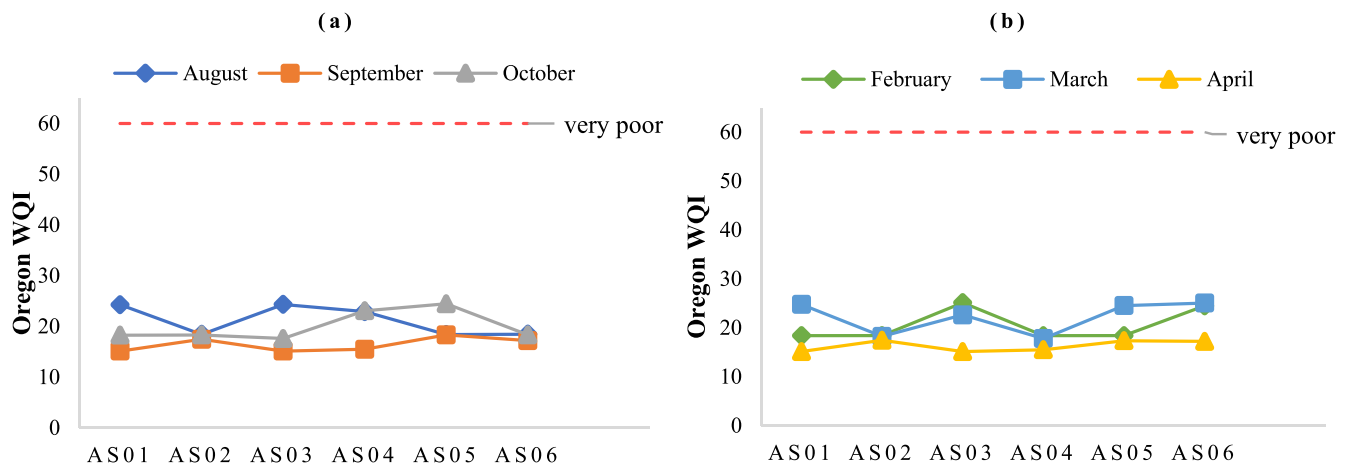 (a)
August September October
60
very poor
50
40
30
20
10
0
Oregon WQI
AS01 AS02 AS03 AS04 AS05 AS06
(b)
February March April
60
very poor
50
40
30
20
10
0
Oregon WQI
AS01 AS02 AS03 AS04 AS05 AS06